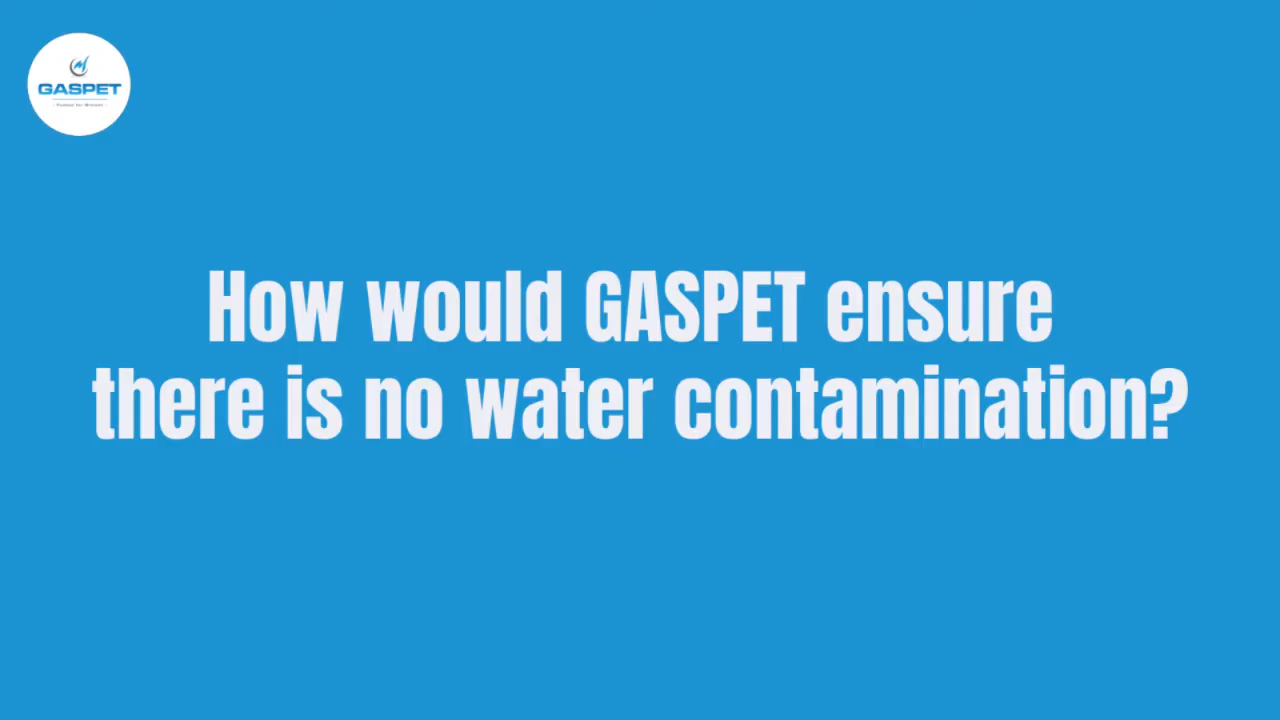 GASPET
How would GASPET ensure
there is no water contamination?